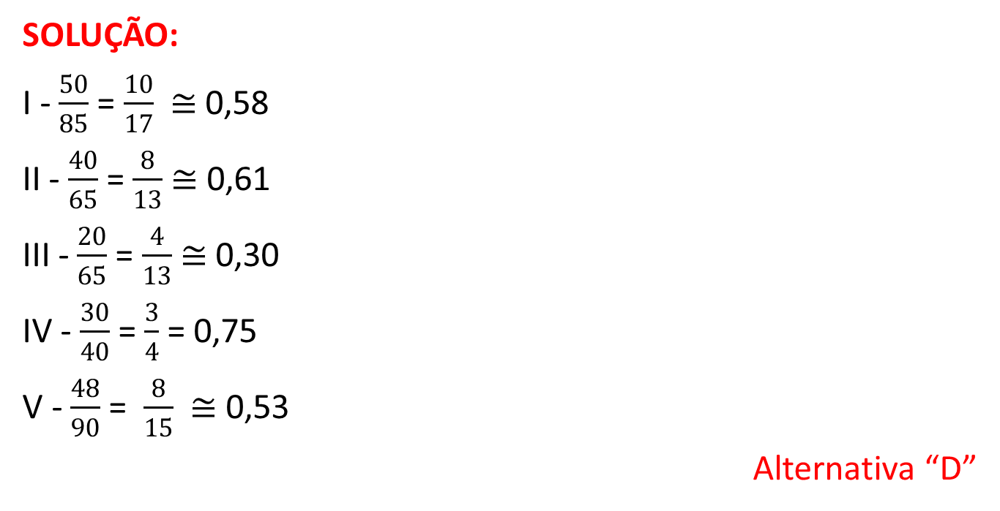 SOLUÇÃO:
I - 50/85 = 10/17 ≅ 0,58
II - 40/65 = 8/13 ≅ 0,61
III - 20/65 = 4/13 ≅ 0,30
IV - 30/40 = 3/4 = 0,75
V - 48/90 = 8/15 ≅ 0,53
Alternativa “D”